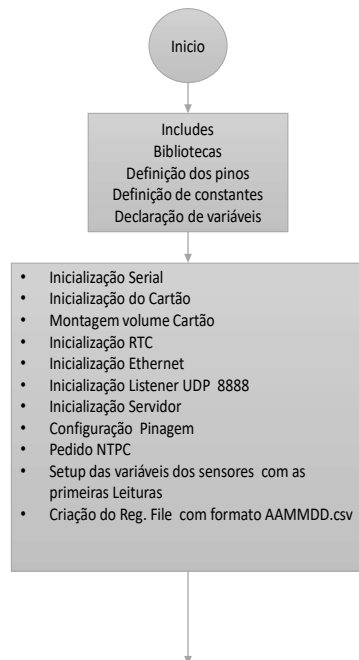 Inicio
Includes
Bibliotecas
Definição dos pinos
Definição de constantes
Declaração de variáveis
• Inicialização Serial
• Inicialização do Cartão
• Montagem volume Cartão
• Inicialização RTC
• Inicialização Ethernet
• Inicialização Listener UDP 8888
• Inicialização Servidor
• Configuração Pinagem
• Pedido NTPC
• Setup das variáveis dos sensores com as
primeiras Leituras
• Criação do Reg. File com formato AAMMDD.csv